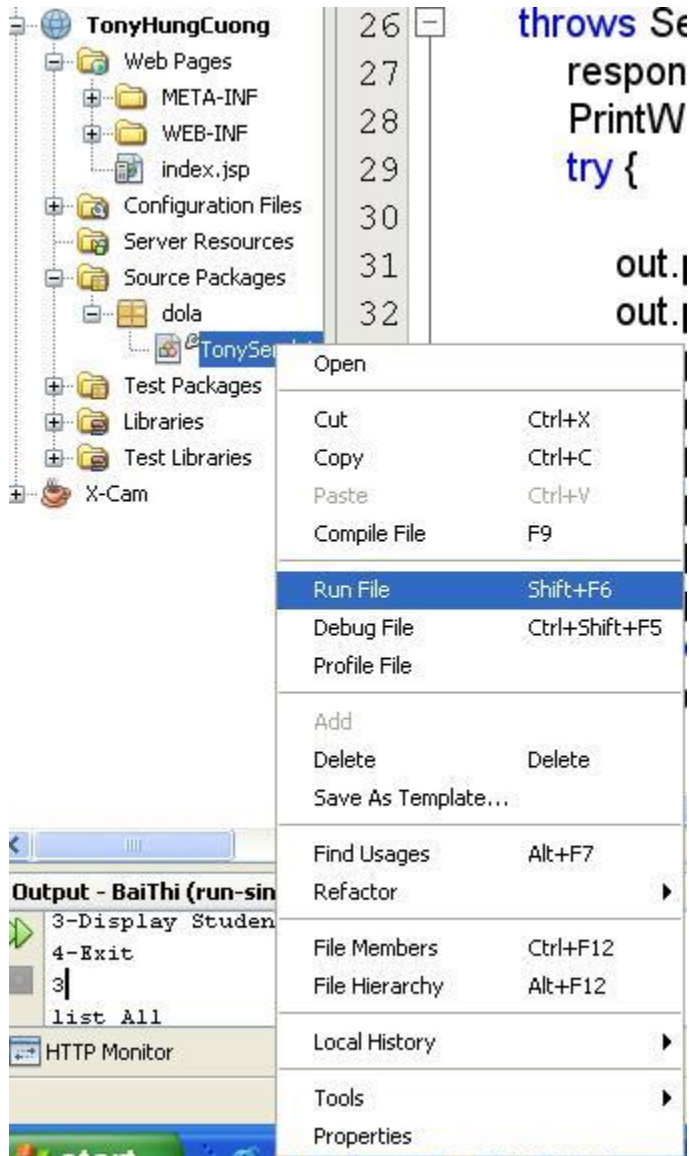 TonyHungCuong
Web Pages
META-INF
WEB-INF
index.jsp
Configuration Files
Server Resources
Source Packages
dola
Test Packages
Libraries
Test Libraries
X-Cam
26 throws
27
28
29 try {
30
31
32
Open
Cut Ctrl+X
Copy Ctrl+C
Paste Ctrl+V
Compile File F9
Run File Shift+F6
Debug File Ctrl+Shift+F5
Profile File
Add
Delete Delete
Save As Template...
Find Usages Alt+F7
Refactor
File Members Ctrl+F12
File Hierarchy Alt+F12
Local History
Tools
Properties
Output - BaiThi (run-sin
3-Display Studen
4-Exit
3
list All
HTTP Monitor